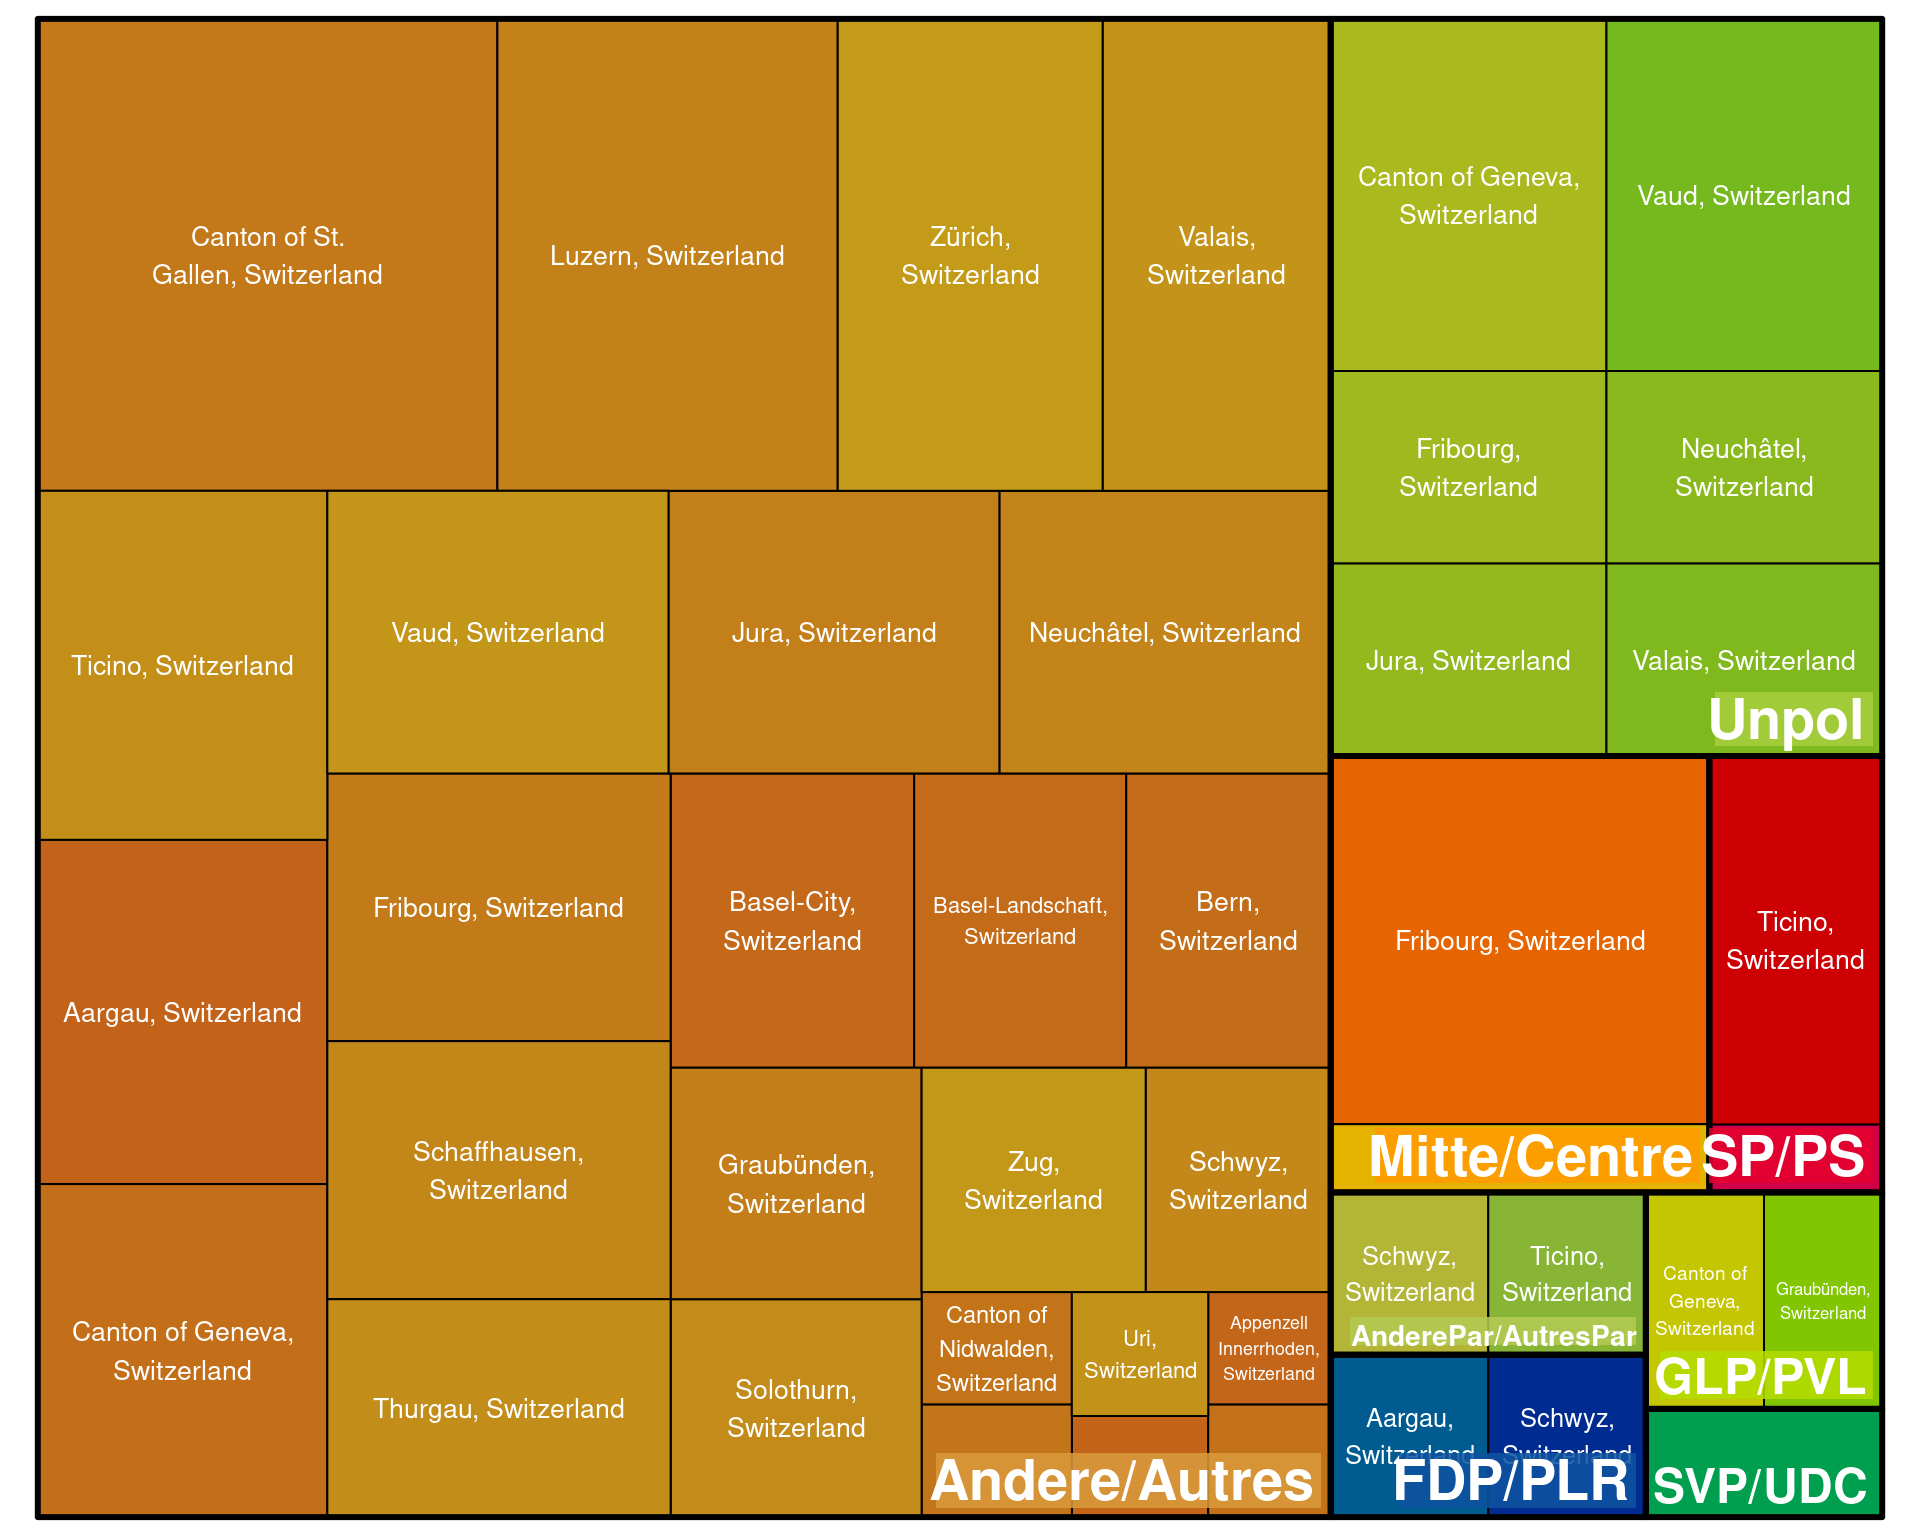 Canton of St.
Gallen, Switzerland
Luzern, Switzerland
Zürich,
Switzerland
Valais,
Switzerland
Ticino, Switzerland
Vaud, Switzerland
Jura, Switzerland
Neuchâtel, Switzerland
Aargau, Switzerland
Fribourg, Switzerland
Basel-City,
Switzerland
Basel-Landschaft,
Switzerland
Bern,
Switzerland
Canton of Geneva,
Switzerland
Schaffhausen,
Switzerland
Thurgau, Switzerland
Graubünden,
Switzerland
Solothurn,
Switzerland
Zug,
Switzerland
Schwyz,
Switzerland
Canton of
Nidwalden,
Switzerland
Uri,
Switzerland
Appenzell
Innerrhoden,
Switzerland
Andere/Autres
Canton of Geneva,
Switzerland
Vaud, Switzerland
Fribourg,
Switzerland
Neuchâtel,
Switzerland
Jura, Switzerland
Valais, Switzerland
Unpol
Fribourg, Switzerland
Mitte/Centre
Ticino,
Switzerland
SP/PS
Schwyz,
Switzerland
Ticino,
Switzerland
AnderePar/AutresPar
Canton of
Geneva,
Switzerland
Graubünden,
Switzerland
GLP/PVL
Aargau,
Switzerland
Schwyz,
Switzerland
FDP/PLR
SVP/UDC